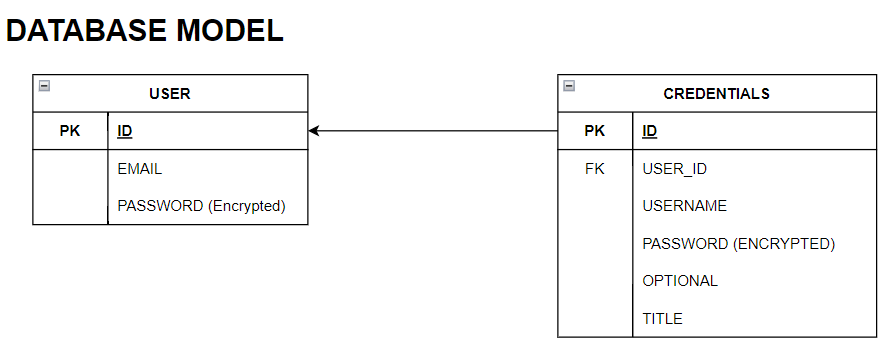 DATABASE MODEL
USER
PK ID
EMAIL
PASSWORD (Encrypted)
CREDENTIALS
PK ID
FK USER_ID
USERNAME
PASSWORD (ENCRYPTED)
OPTIONAL
TITLE